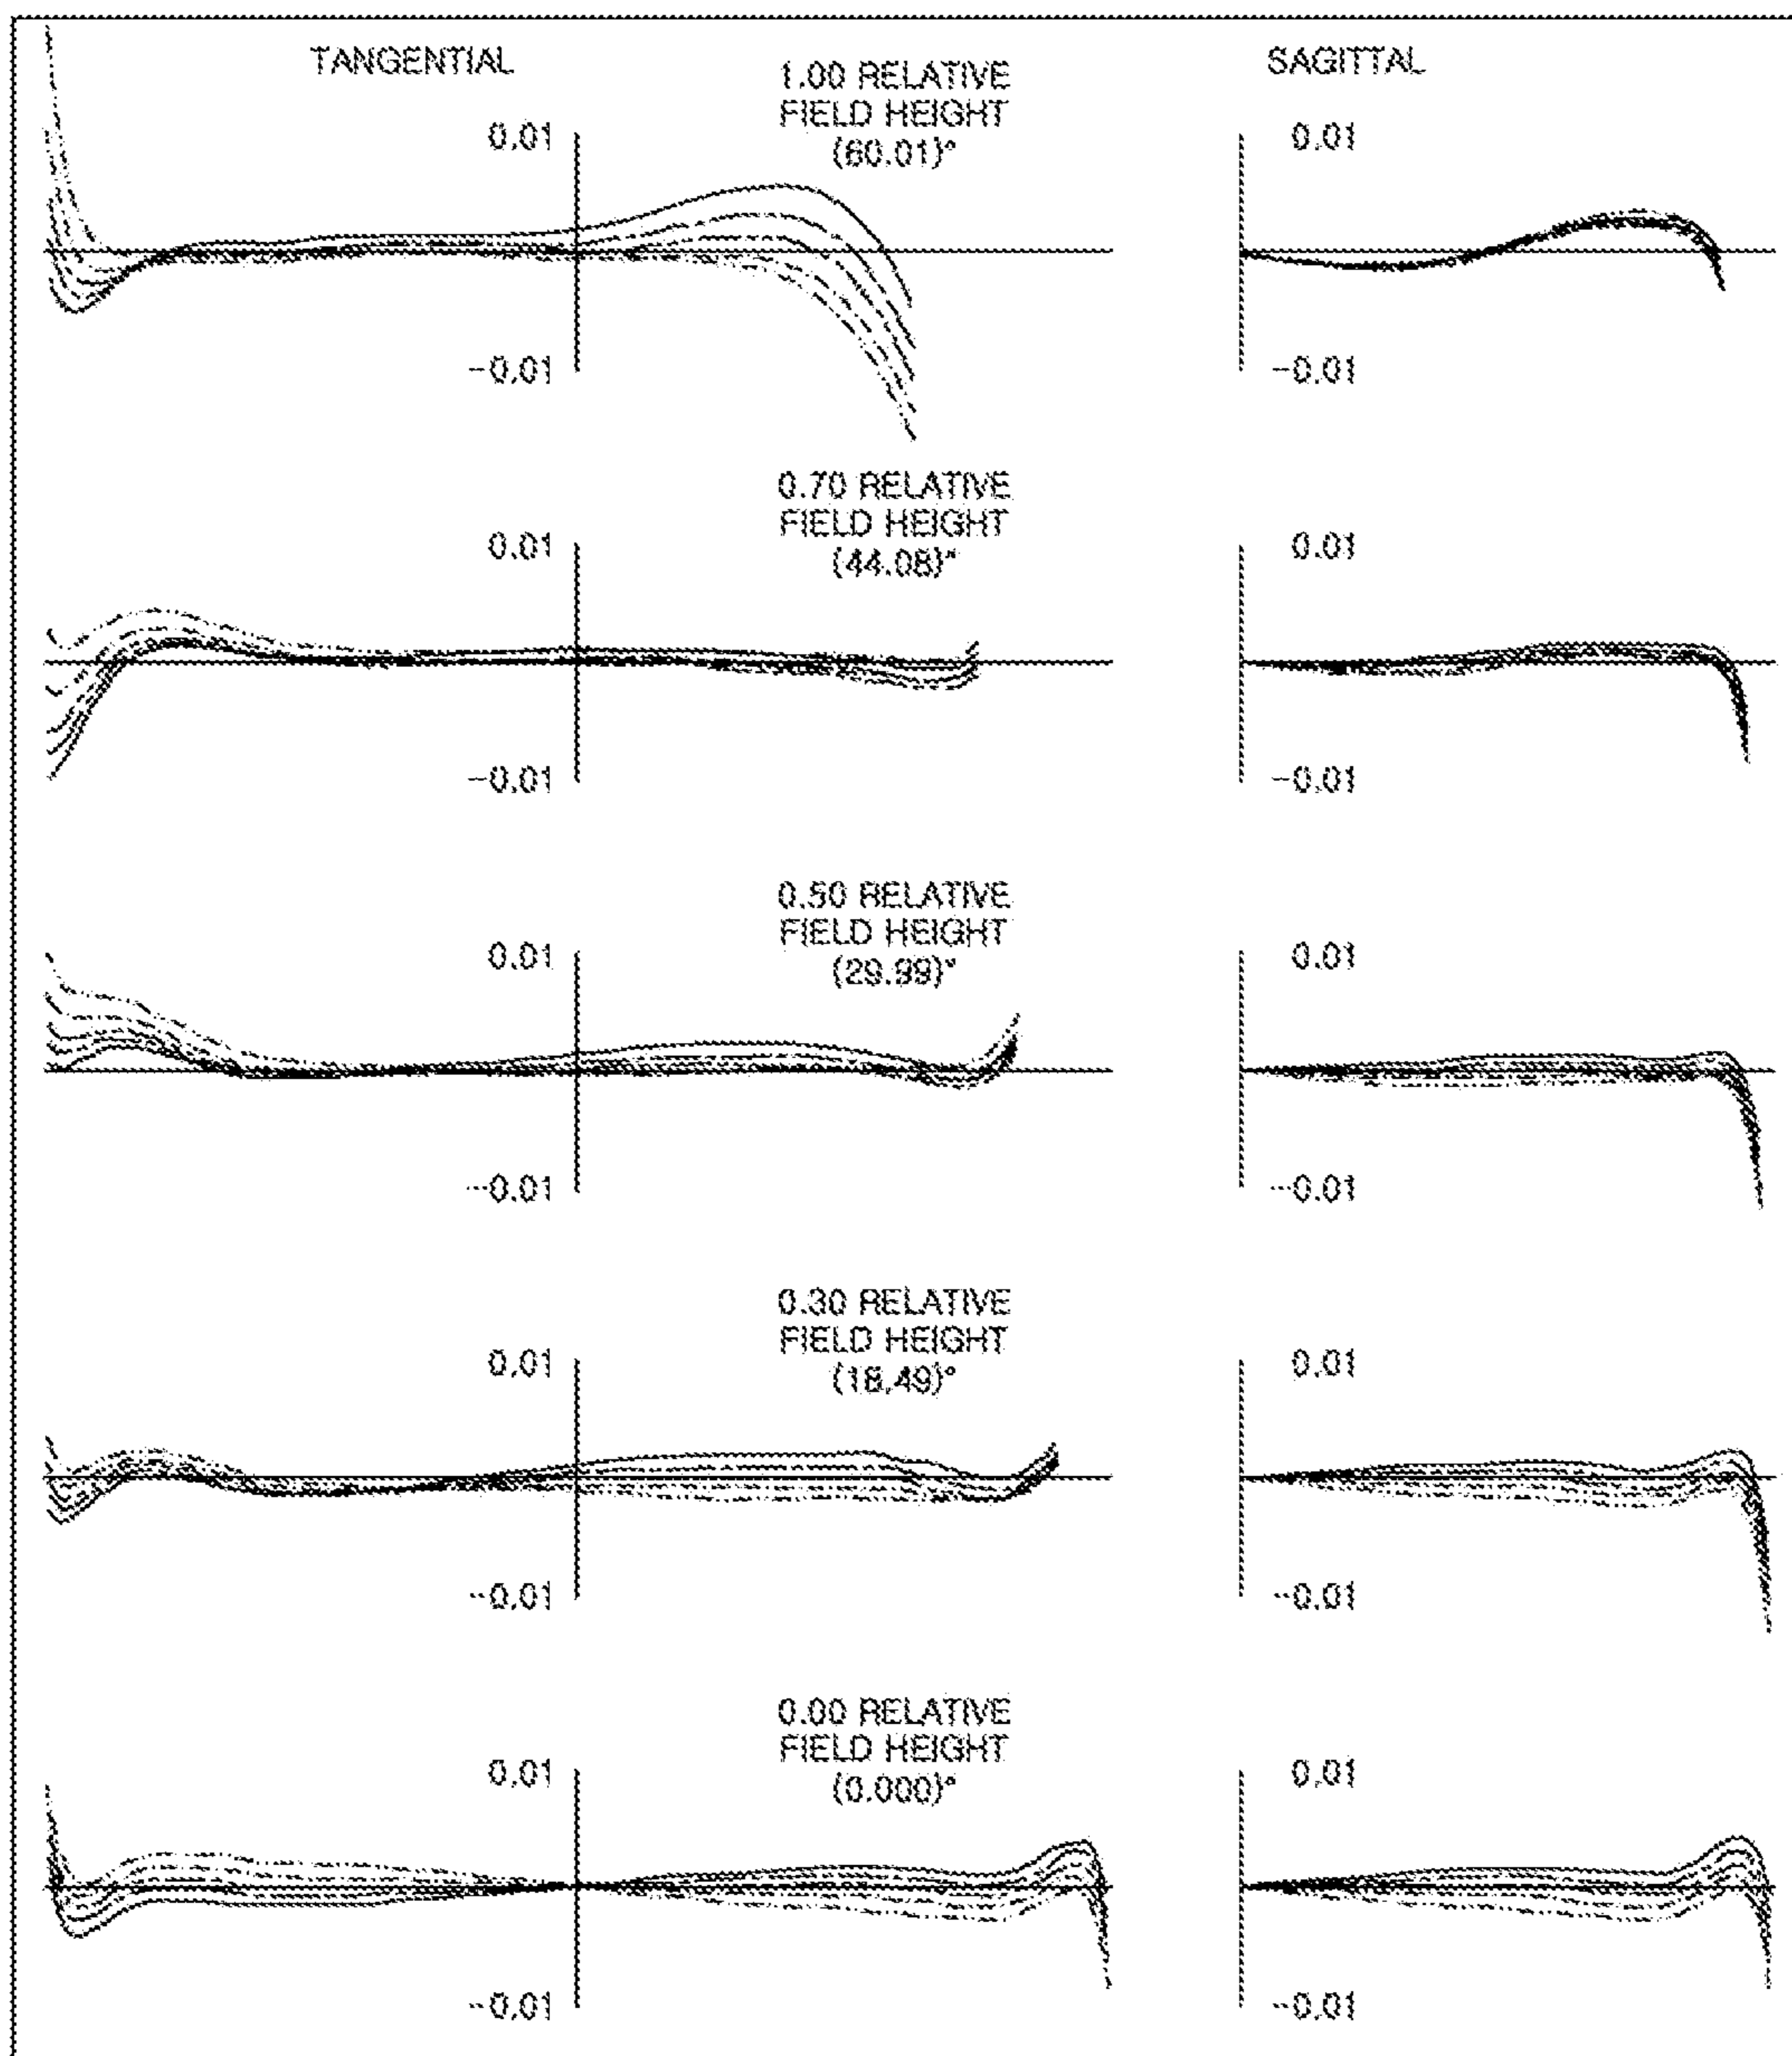 TANGENTIAL
1.00 RELATIVE
FIELD HEIGHT
(60.01)°
SAGITTAL
0.01
0.01
-0.01
-0.01
0.70 RELATIVE
FIELD HEIGHT
(44.08)°
0.01
0.01
-0.01
-0.01
0.50 RELATIVE
FIELD HEIGHT
(29.99)°
0.01
0.01
-0.01
-0.01
0.30 RELATIVE
FIELD HEIGHT
(18.49)°
0.01
0.01
-0.01
-0.01
0.00 RELATIVE
FIELD HEIGHT
(0.000)°
0.01
0.01
-0.01
-0.01